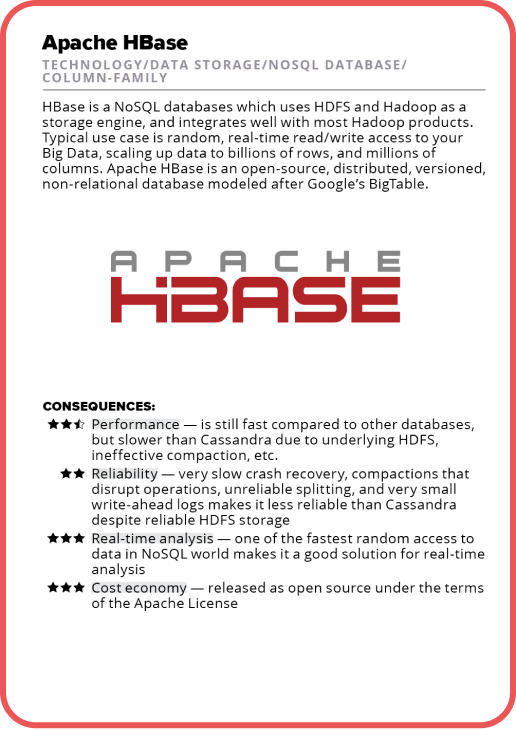 Apache HBase
TECHNOLOGY/DATA STORAGE/NOSQL DATABASE/
COLUMN-FAMILY
HBase is a NoSQL databases which uses HDFS and Hadoop as a
storage engine, and integrates well with most Hadoop products.
Typical use case is random, real-time read/write access to your
Big Data, scaling up data to billions of rows, and millions of
columns. Apache HBase is an open-source, distributed, versioned,
non-relational database modeled after Google’s BigTable.
APACHE
HBASE
CONSEQUENCES:
Performance — is still fast compared to other databases,
but slower than Cassandra due to underlying HDFS,
ineffective compaction, etc.
Reliability — very slow crash recovery, compactions that
disrupt operations, unreliable splitting, and very small
write-ahead logs makes it less reliable than Cassandra
despite reliable HDFS storage
Real-time analysis — one of the fastest random access to
data in NoSQL world makes it a good solution for real-time
analysis
Cost economy — released as open source under the terms
of the Apache License